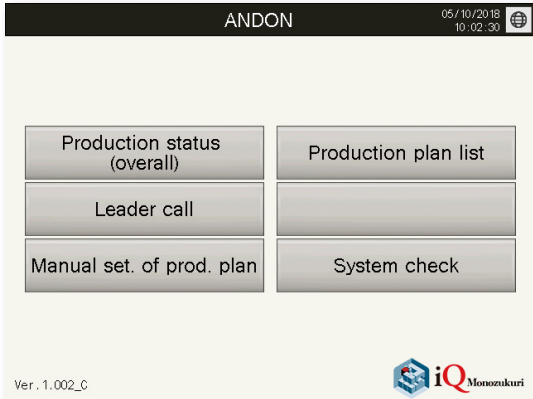 ANDON
05/10/2018
10:02:30
Production status
(overall)
Production plan list
Leader call
Manual set. of prod. plan
System check
Ver.1.002_C
iQ Monozukuri